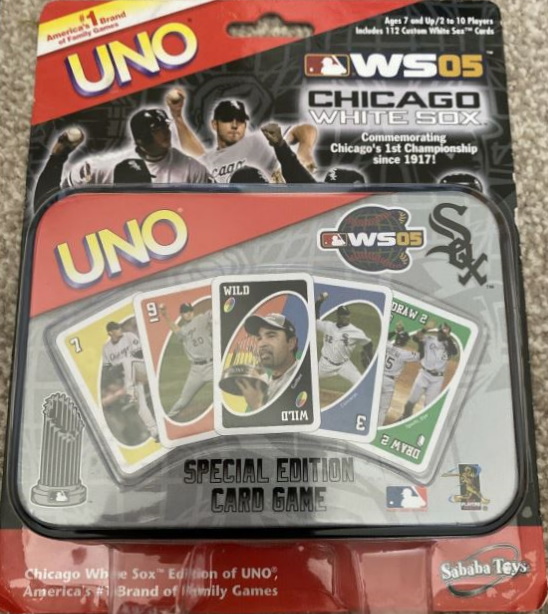 #1
America's Brand
of Family Games
Ages 7 and Up/2 to 10 Players
Includes 112 Custom White Sox™ Cards
UNO
WS05
CHICAGO
WHITE SOX™
Commemorating
Chicago's 1st Championship
since 1917!
UNO
WS05
Sox™
7
9
WILD
DRAW 2
20
WILD
3
DRAW 2
SPECIAL EDITION
CARD GAME
Chicago White Sox™ Edition of UNO®,
America's #1 Brand of Family Games
Sababa Toys